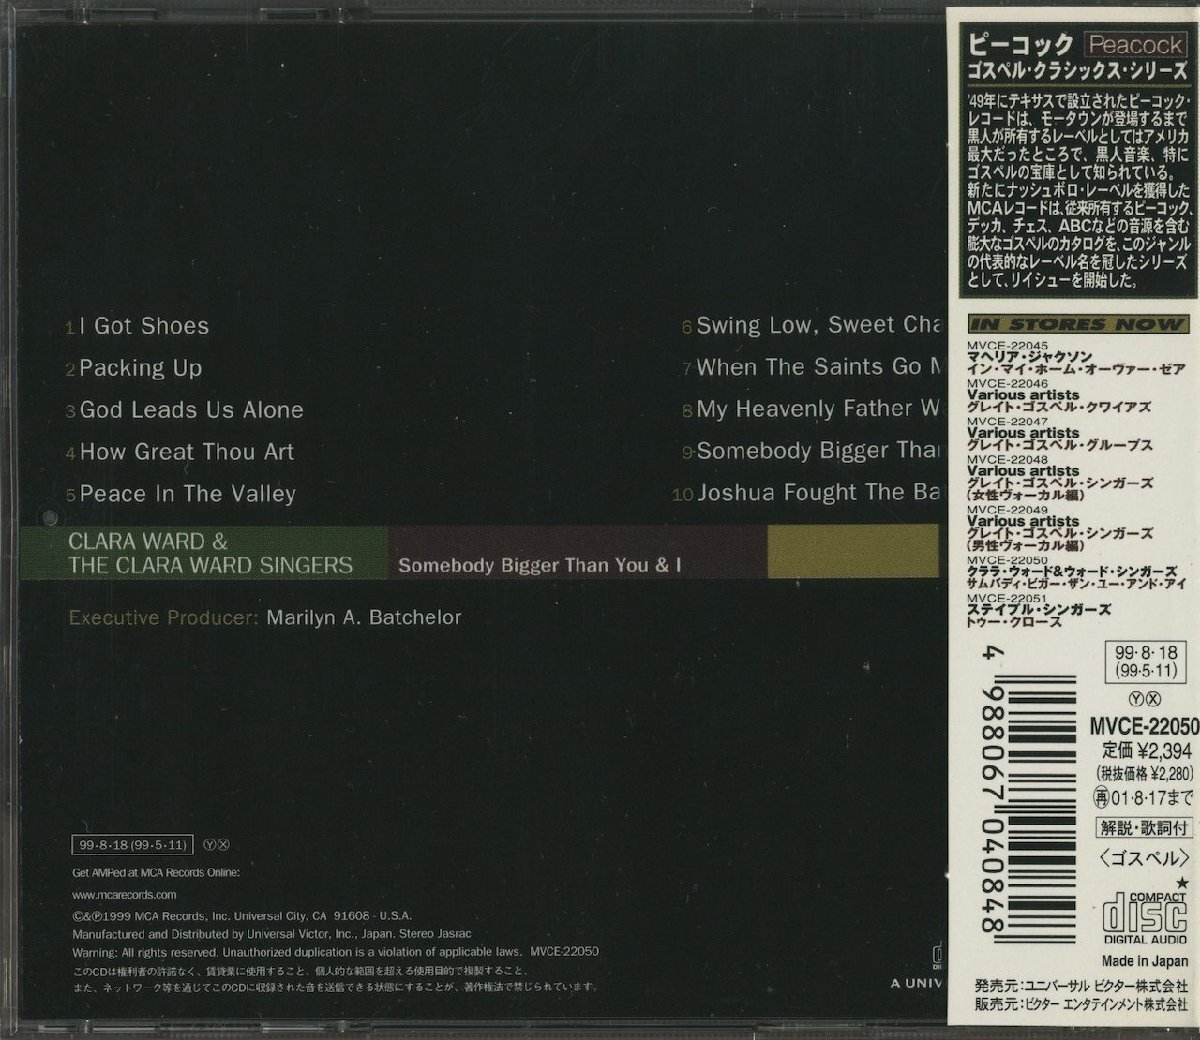 1 I Got Shoes
2 Packing Up
3 God Leads Us Alone
4 How Great Thou Art
5 Peace In The Valley
6 Swing Low, Sweet Cha
7 When The Saints Go M
8 My Heavenly Father W
9 Somebody Bigger Than
10 Joshua Fought The Ba
CLARA WARD &
THE CLARA WARD SINGERS
Somebody Bigger Than You & I
Executive Producer: Marilyn A. Batchelor
99·8·18 (99·5·11) ⓎⓍ
Get AMPed at MCA Records Online:
www.mcarecords.com
©&℗1999 MCA Records, Inc. Universal City, CA 91608 - U.S.A.
Manufactured and Distributed by Universal Victor, Inc., Japan. Stereo Jasrac
Warning: All rights reserved. Unauthorized duplication is a violation of applicable laws. MVCE-22050
このCDは権利者の許諾なく、賃貸業に使用すること、個人的な範囲を超える使用目的で複製すること、
また、ネットワーク等を通じてこのCDに収録された音を送信できる状態にすることが、著作権法で禁じられています。
A UNIV
ピーコック Peacock
ゴスペル・クラシックス・シリーズ
'49年にテキサスで設立されたピーコック・
レコードは、モータウンが登場するまで
黒人が所有するレーベルとしてはアメリカ
最大だったところで、黒人音楽、特に
ゴスペルの宝庫として知られている。
新たにナッシュボロ・レーベルを獲得した
MCAレコードは、従来所有するピーコック、
デッカ、チェス、ABCなどの音源を含む
膨大なゴスペルのカタログを、このジャンル
の代表的なレーベル名を冠したシリーズ
として、リイシューを開始した。
IN STORES NOW
MVCE-22045
マヘリア・ジャクソン
イン・マイ・ホーム・オーヴァー・ゼア
MVCE-22046
Various artists
グレイト・ゴスペル・クワイアズ
MVCE-22047
Various artists
グレイト・ゴスペル・グループス
MVCE-22048
Various artists
グレイト・ゴスペル・シンガーズ
(女性ヴォーカル編)
MVCE-22049
Various artists
グレイト・ゴスペル・シンガーズ
(男性ヴォーカル編)
MVCE-22050
クララ・ウォード&ウォード・シンガーズ
サムバディ・ビガー・ザン・ユー・アンド・アイ
MVCE-22051
ステイプル・シンガーズ
トゥー・クロース
4 988067 040848
99·8·18
(99·5·11)
ⓎⓍ
MVCE-22050
定価 ¥2,394
(税抜価格 ¥2,280)
再01·8·17まで
解説・歌詞付
〈ゴスペル〉
★
COMPACT
disc
DIGITAL AUDIO
Made in Japan
発売元:ユニバーサル ビクター株式会社
販売元:ビクター エンタテインメント株式会社